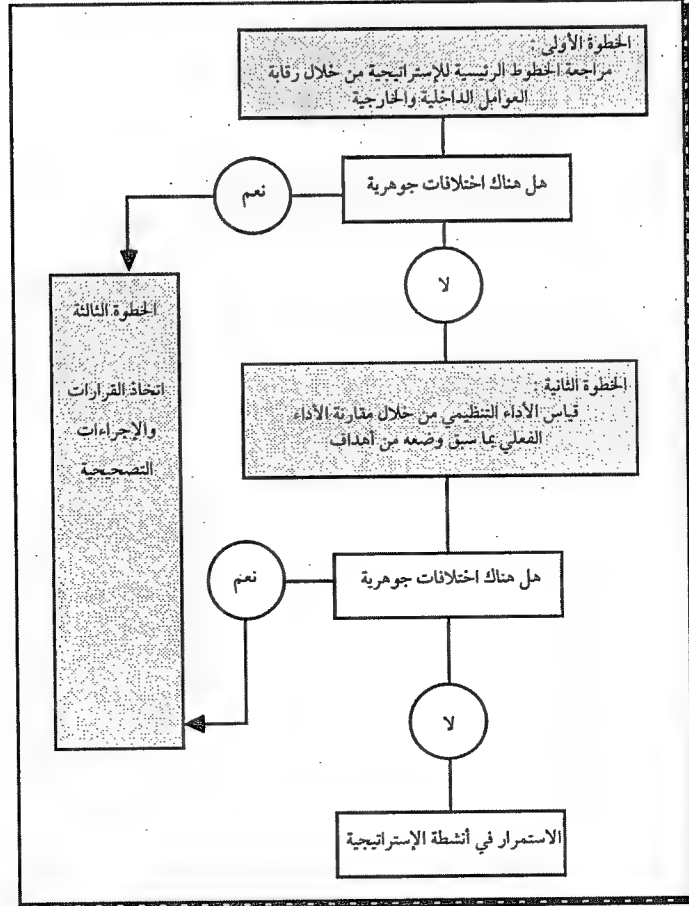 الخطوة الأولى :
مراجعة الخطوط الرئيسية للإستراتيجية من خلال رقابة
العوامل الداخلية والخارجية
هل هناك اختلافات جوهرية
نعم
لا
الخطوة الثالثة
اتخاذ القرارات
والإجراءات
التصحيحية
الخطوة الثانية :
قياس الأداء التنظيمي من خلال مقارنة الأداء
الفعلي بما سبق وضعه من أهداف
هل هناك اختلافات جوهرية
نعم
لا
الاستمرار في أنشطة الإستراتيجية